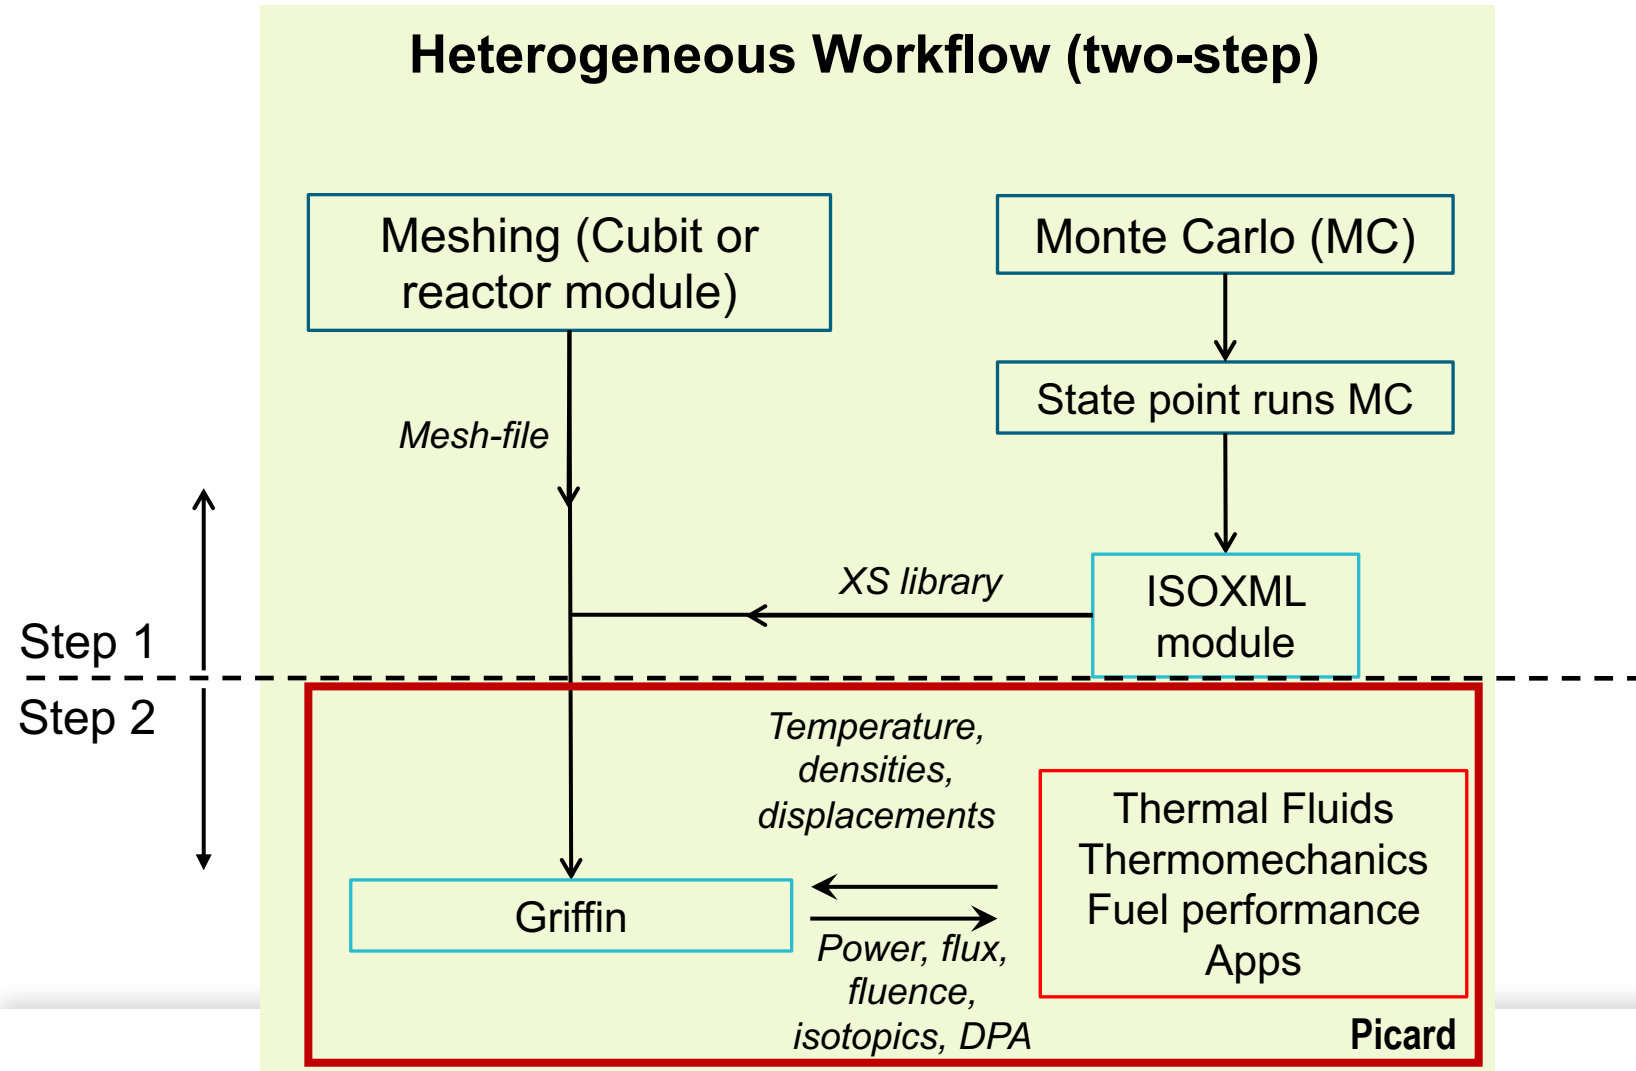 Heterogeneous Workflow (two-step)
Meshing (Cubit or
reactor module)
Monte Carlo (MC)
State point runs MC
Mesh-file
XS library
ISOXML
module
Step 1
Step 2
Temperature,
densities,
displacements
Thermal Fluids
Thermomechanics
Fuel performance
Apps
Griffin
Power, flux,
fluence,
isotopics, DPA
Picard